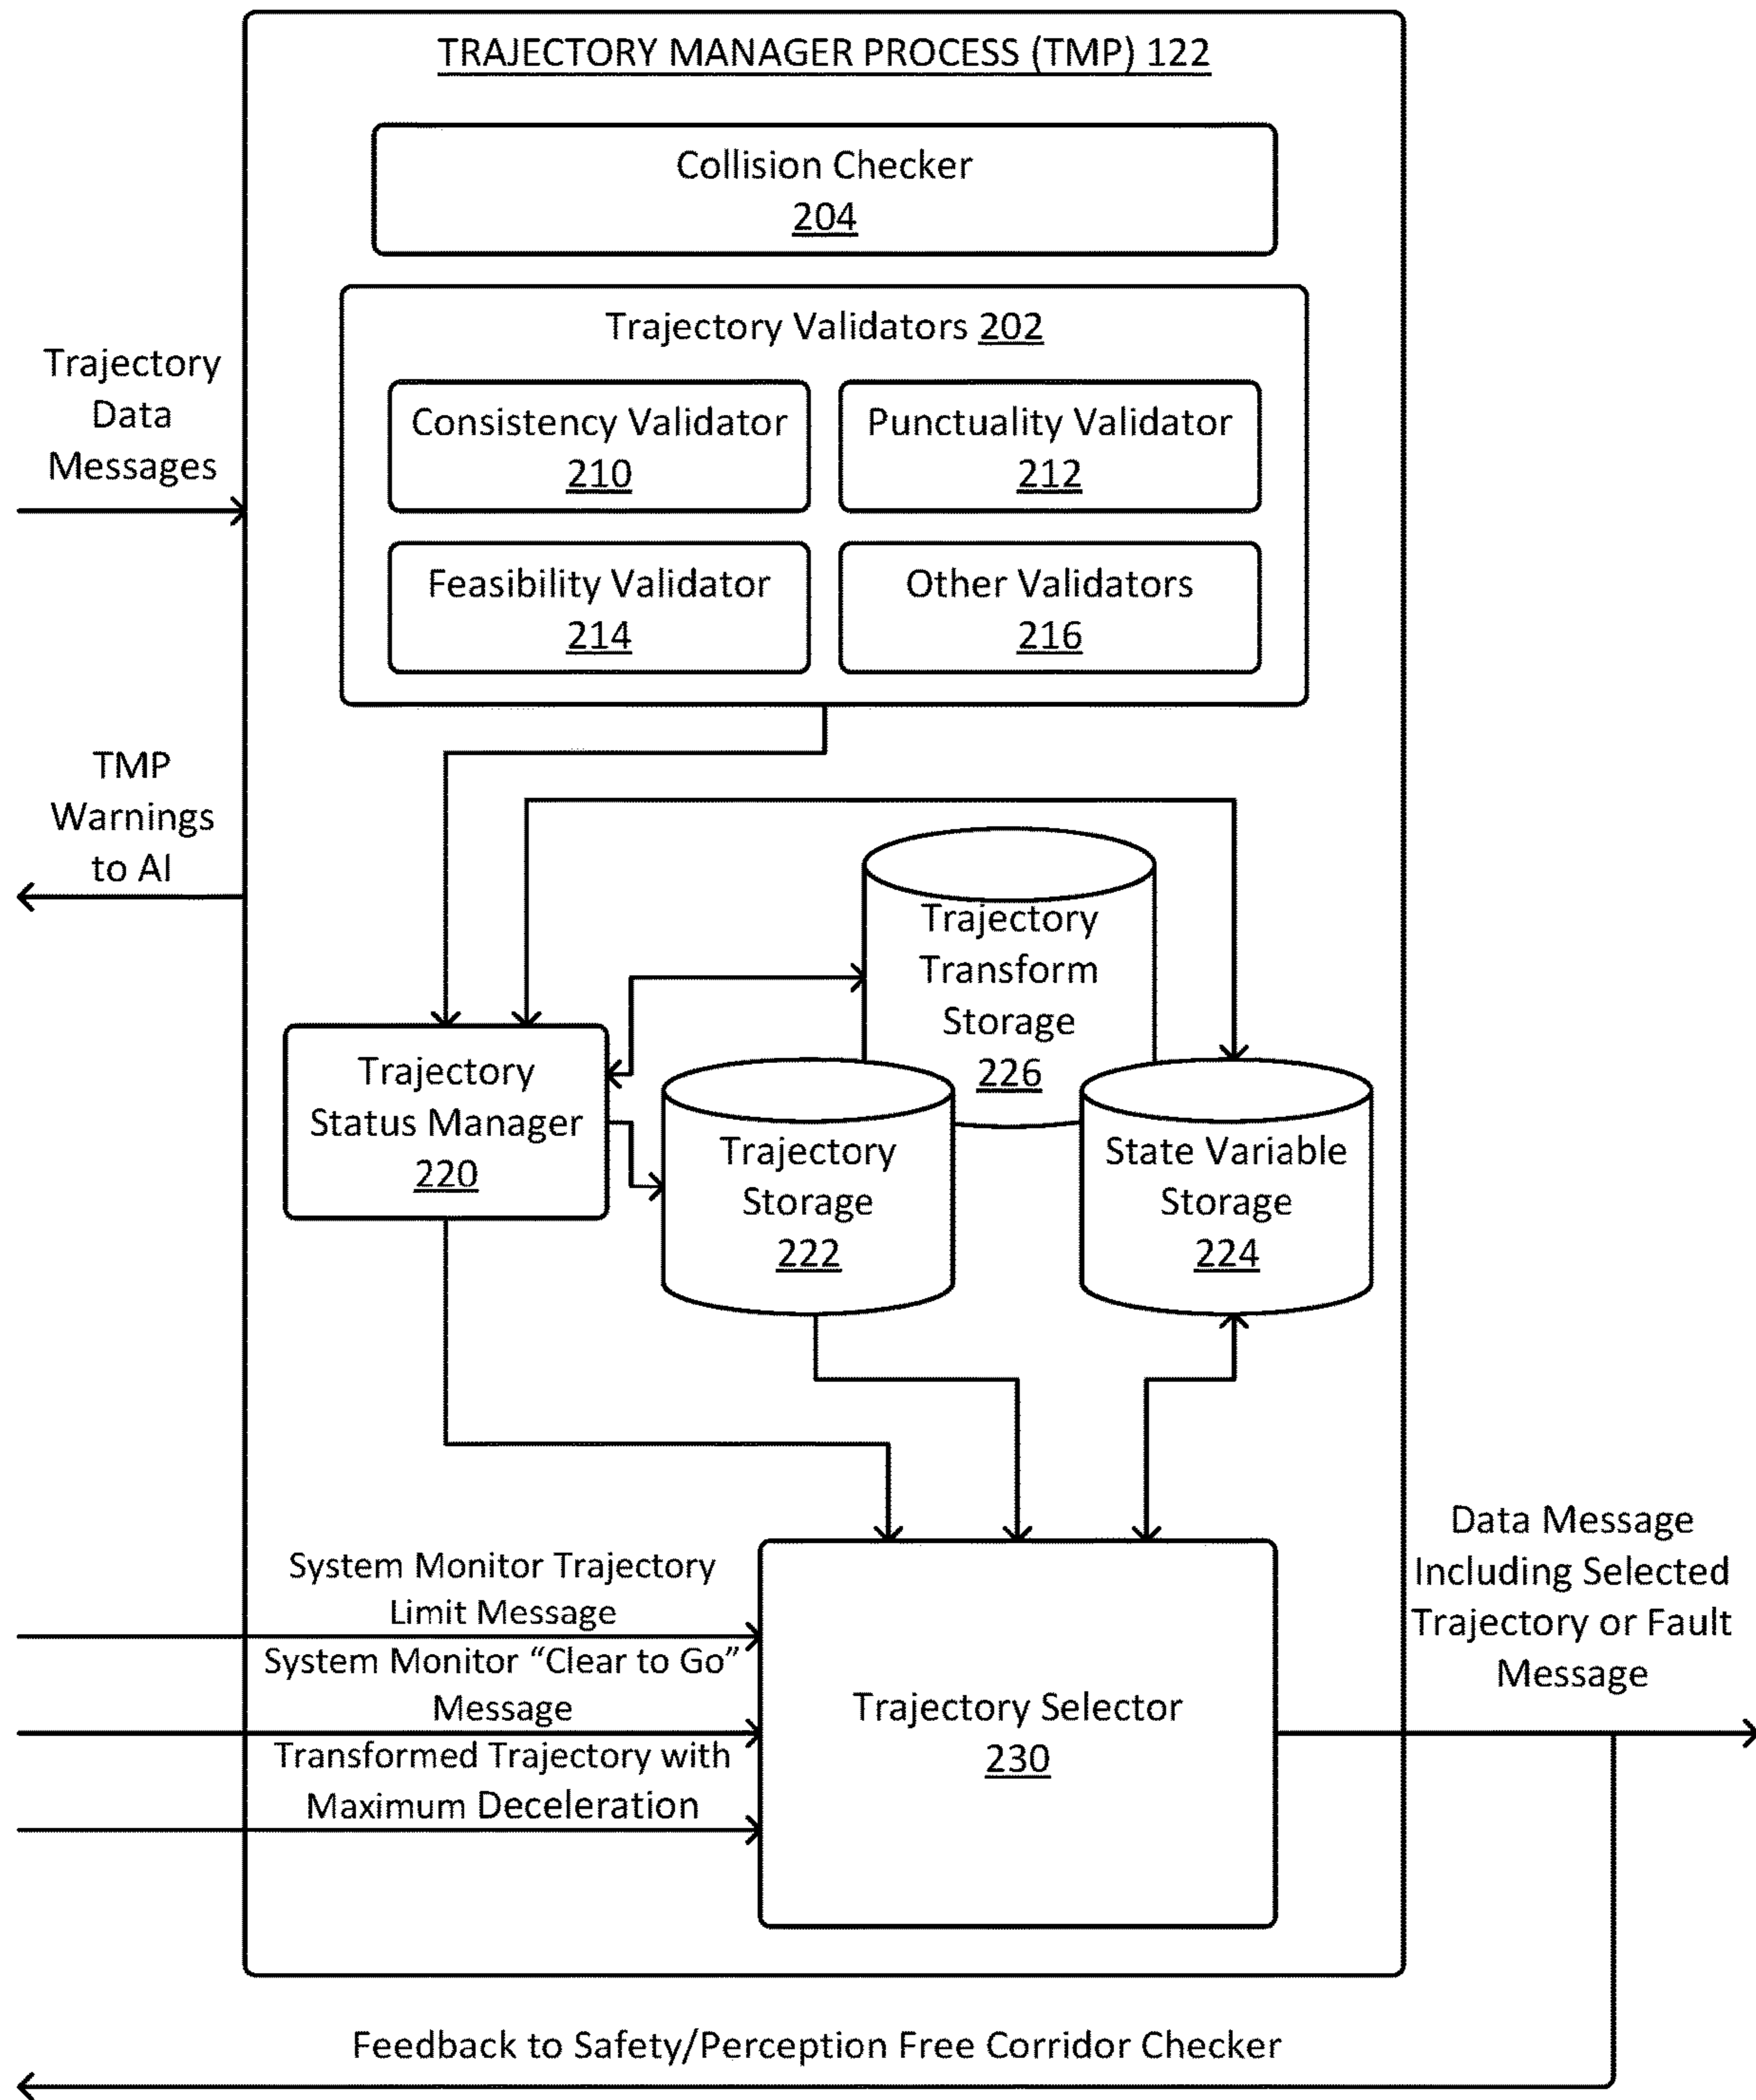 TRAJECTORY MANAGER PROCESS (TMP) 122
Collision Checker
204
Trajectory Validators 202
Consistency Validator
210
Punctuality Validator
212
Feasibility Validator
214
Other Validators
216
Trajectory
Data
Messages
TMP
Warnings
to AI
Trajectory
Transform
Storage
226
Trajectory
Status Manager
220
Trajectory
Storage
222
State Variable
Storage
224
System Monitor Trajectory
Limit Message
System Monitor “Clear to Go”
Message
Transformed Trajectory with
Maximum Deceleration
Trajectory Selector
230
Data Message
Including Selected
Trajectory or Fault
Message
Feedback to Safety/Perception Free Corridor Checker